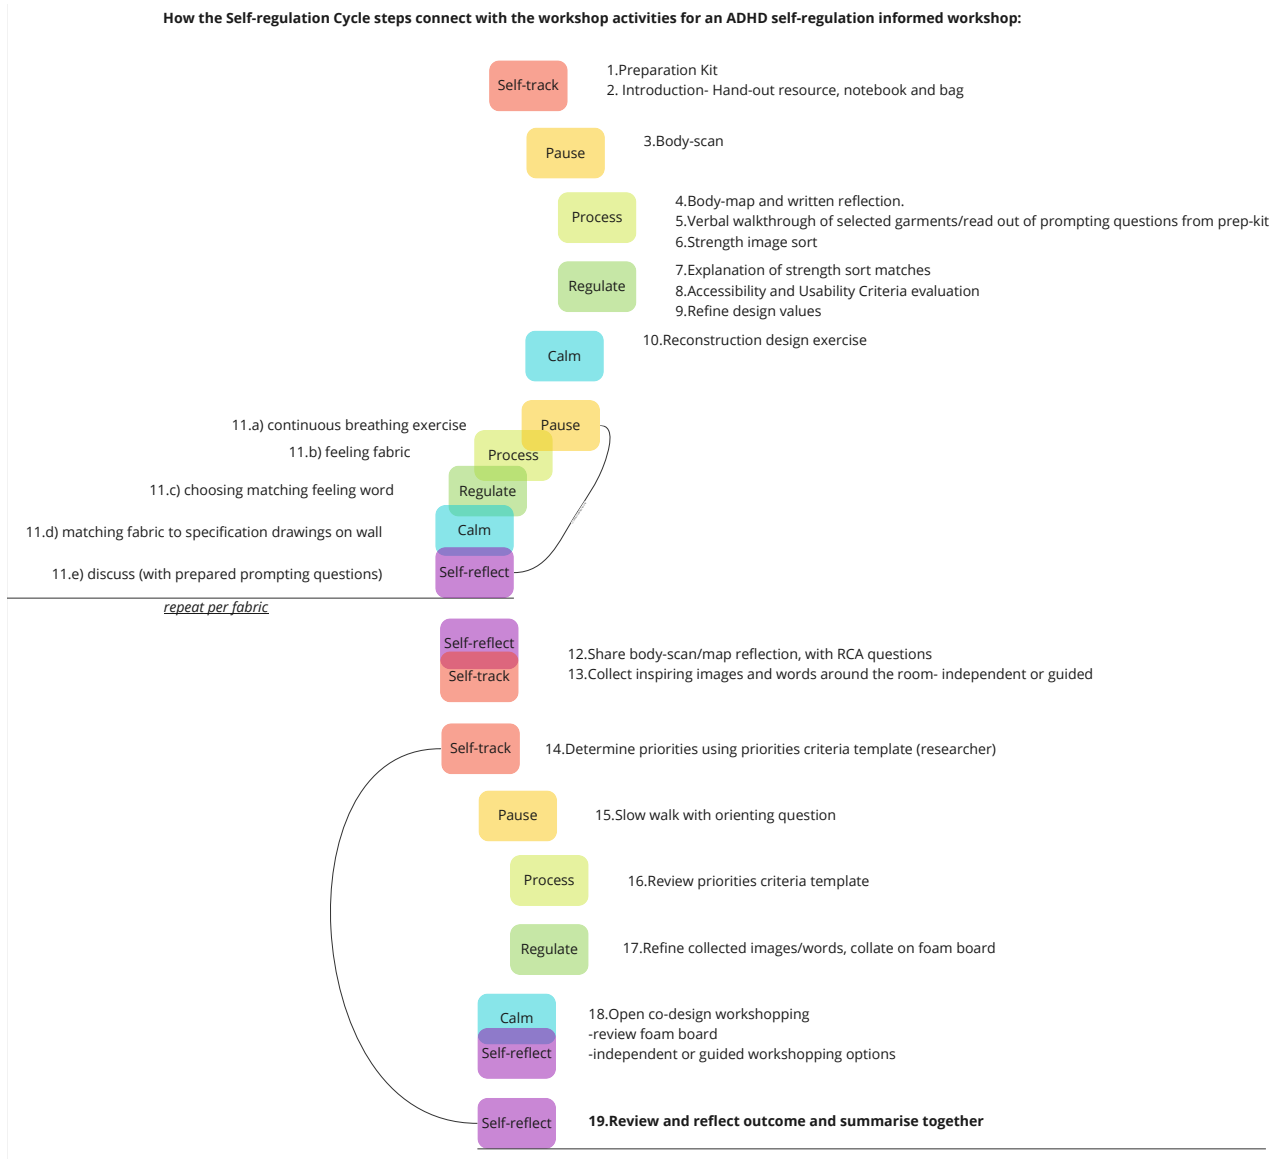 How the Self-regulation Cycle steps connect with the workshop activities for an ADHD self-regulation informed workshop:
Self-track
1.Preparation Kit
2. Introduction- Hand-out resource, notebook and bag
Pause
3.Body-scan
Process
4.Body-map and written reflection.
5.Verbal walkthrough of selected garments/read out of prompting questions from prep-kit
6.Strength image sort
Regulate
7.Explanation of strength sort matches
8.Accessibility and Usability Criteria evaluation
9.Refine design values
Calm
10.Reconstruction design exercise
11.a) continuous breathing exercise
Pause
11.b) feeling fabric
Process
11.c) choosing matching feeling word
Regulate
11.d) matching fabric to specification drawings on wall
Calm
11.e) discuss (with prepared prompting questions)
Self-reflect
repeat per fabric
Self-reflect
Self-track
12.Share body-scan/map reflection, with RCA questions
13.Collect inspiring images and words around the room- independent or guided
Self-track
14.Determine priorities using priorities criteria template (researcher)
Pause
15.Slow walk with orienting question
Process
16.Review priorities criteria template
Regulate
17.Refine collected images/words, collate on foam board
Calm
Self-reflect
18.Open co-design workshopping
-review foam board
-independent or guided workshopping options
Self-reflect
19.Review and reflect outcome and summarise together